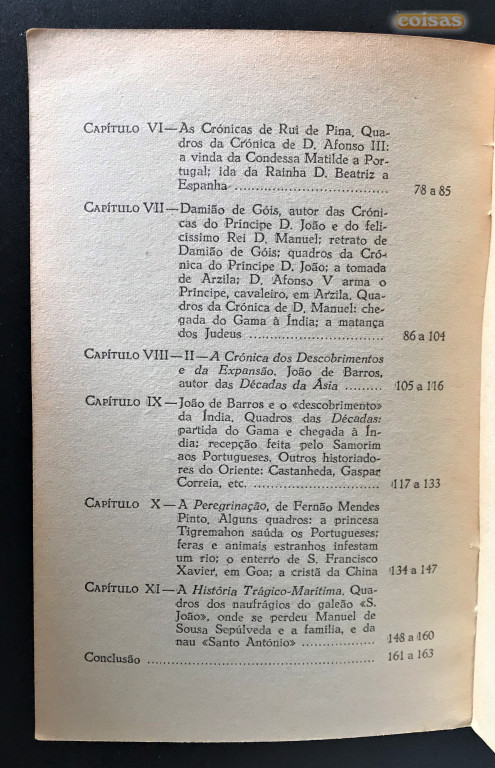 coisas
CAPÍTULO VI—As Crónicas de Rui de Pina. Qua-
dros da Crónica de D. Afonso III:
a vinda da Condessa Matilde a Por-
tugal; ida da Rainha D. Beatriz a
Espanha .................................... 78 a 85
CAPÍTULO VII—Damião de Góis, autor das Cróni-
cas do Príncipe D. João e do feli-
císsimo Rei D. Manuel; retrato de
Damião de Góis; quadros da Cró-
nica do Príncipe D. João; a tomada
de Arzila; D. Afonso V arma o
Príncipe, cavaleiro, em Arzila. Qua-
dros da Crónica de D. Manuel: che-
gada do Gama à Índia; a matança
dos Judeus ................................ 86 a 104
CAPÍTULO VIII—II—A Crónica dos Descobrimentos
e da Expansão. João de Barros,
autor das Décadas da Ásia ......... 105 a 116
CAPÍTULO IX—João de Barros e o «descobrimento»
da Índia. Quadros das Décadas:
partida do Gama e chegada à Ín-
dia; recepção feita pelo Samorim
aos Portugueses. Outros historiado-
res do Oriente: Castanheda, Gaspar
Correia, etc. .............................. 117 a 133
CAPÍTULO X—A Peregrinação, de Fernão Mendes
Pinto. Alguns quadros: a princesa
Tigremahon saúda os Portugueses;
feras e animais estranhos infestam
um rio; o enterro de S. Francisco
Xavier, em Goa; a cristã da China 134 a 147
CAPÍTULO XI—A História Trágico-Marítima. Qua-
dros dos naufrágios do galeão «S.
João», onde se perdeu Manuel de
Sousa Sepúlveda e a família, e da
nau «Santo António» .................. 148 a 160
Conclusão ...................................................... 161 a 163